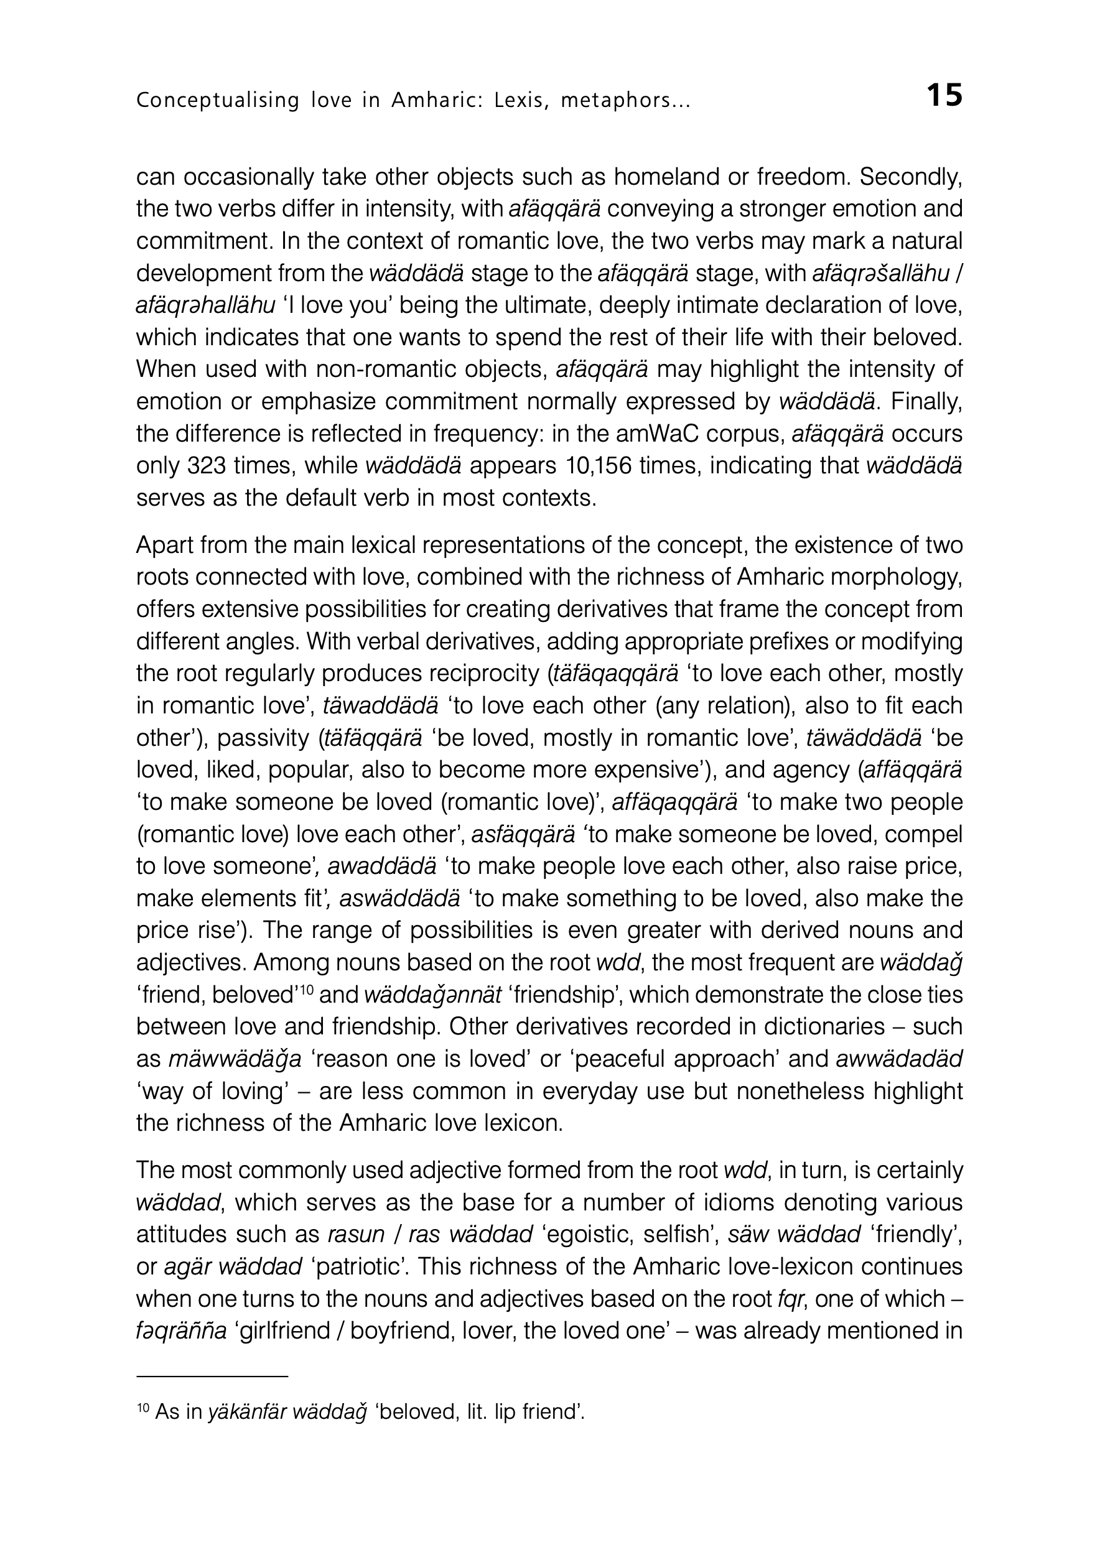 Conceptualising love in Amharic: Lexis, metaphors… 15
can occasionally take other objects such as homeland or freedom. Secondly,
the two verbs differ in intensity, with afäqqärä conveying a stronger emotion and
commitment. In the context of romantic love, the two verbs may mark a natural
development from the wäddädä stage to the afäqqärä stage, with afäqrəšallähu /
afäqrəhallähu ‘I love you’ being the ultimate, deeply intimate declaration of love,
which indicates that one wants to spend the rest of their life with their beloved.
When used with non-romantic objects, afäqqärä may highlight the intensity of
emotion or emphasize commitment normally expressed by wäddädä. Finally,
the difference is reflected in frequency: in the amWaC corpus, afäqqärä occurs
only 323 times, while wäddädä appears 10,156 times, indicating that wäddädä
serves as the default verb in most contexts.
Apart from the main lexical representations of the concept, the existence of two
roots connected with love, combined with the richness of Amharic morphology,
offers extensive possibilities for creating derivatives that frame the concept from
different angles. With verbal derivatives, adding appropriate prefixes or modifying
the root regularly produces reciprocity (täfäqaqqärä ‘to love each other, mostly
in romantic love’, täwaddädä ‘to love each other (any relation), also to fit each
other’), passivity (täfäqqärä ‘be loved, mostly in romantic love’, täwäddädä ‘be
loved, liked, popular, also to become more expensive’), and agency (affäqqärä
‘to make someone be loved (romantic love)’, affäqaqqärä ‘to make two people
(romantic love) love each other’, asfäqqärä ‘to make someone be loved, compel
to love someone’, awaddädä ‘to make people love each other, also raise price,
make elements fit’, aswäddädä ‘to make something to be loved, also make the
price rise’). The range of possibilities is even greater with derived nouns and
adjectives. Among nouns based on the root wdd, the most frequent are wäddaǧ
‘friend, beloved’¹⁰ and wäddaǧənnät ‘friendship’, which demonstrate the close ties
between love and friendship. Other derivatives recorded in dictionaries – such
as mäwwädäǧa ‘reason one is loved’ or ‘peaceful approach’ and awwädadäd
‘way of loving’ – are less common in everyday use but nonetheless highlight
the richness of the Amharic love lexicon.
The most commonly used adjective formed from the root wdd, in turn, is certainly
wäddad, which serves as the base for a number of idioms denoting various
attitudes such as rasun / ras wäddad ‘egoistic, selfish’, säw wäddad ‘friendly’,
or agär wäddad ‘patriotic’. This richness of the Amharic love-lexicon continues
when one turns to the nouns and adjectives based on the root fqr, one of which –
fəqräñña ‘girlfriend / boyfriend, lover, the loved one’ – was already mentioned in
¹⁰ As in yäkänfär wäddaǧ ‘beloved, lit. lip friend’.